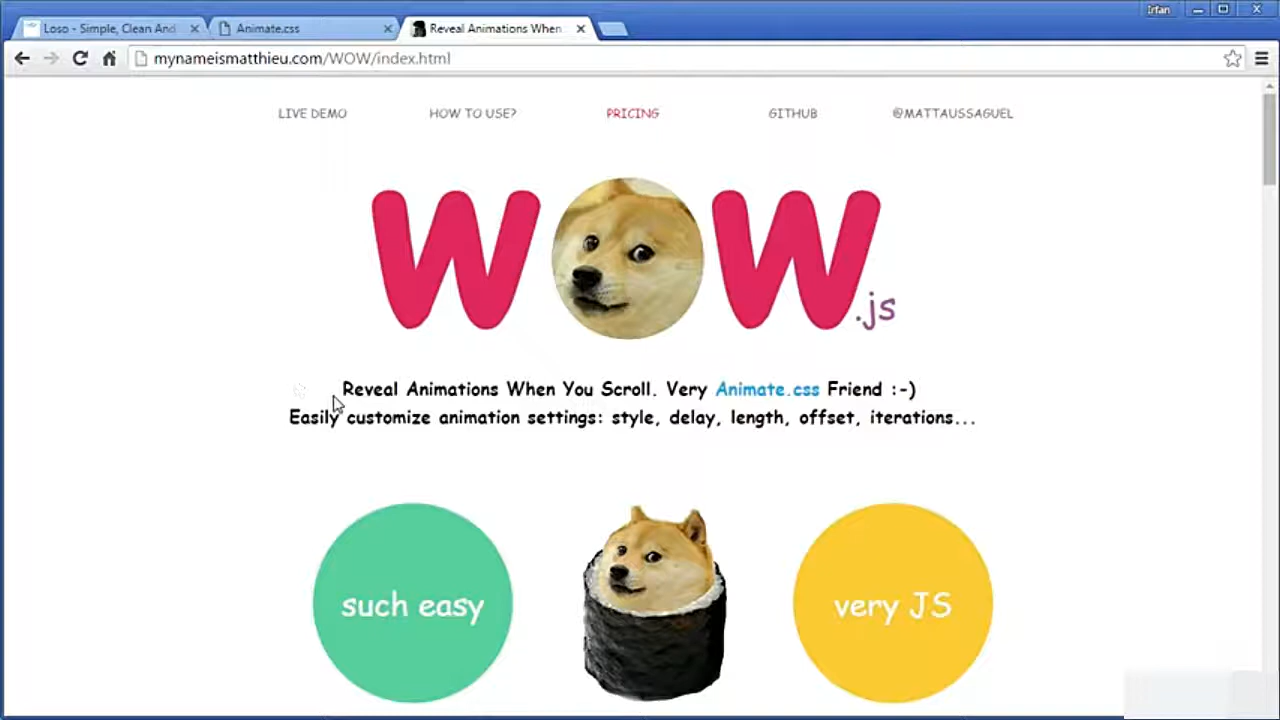 Irfan
Loso - Simple, Clean And
Animate.css
Reveal Animations When
mynameismatthieu.com/WOW/index.html
LIVE DEMO
HOW TO USE?
PRICING
GITHUB
@MATTAUSSAGUEL
WOW.js
Reveal Animations When You Scroll. Very Animate.css Friend :-)
Easily customize animation settings: style, delay, length, offset, iterations...
such easy
very JS